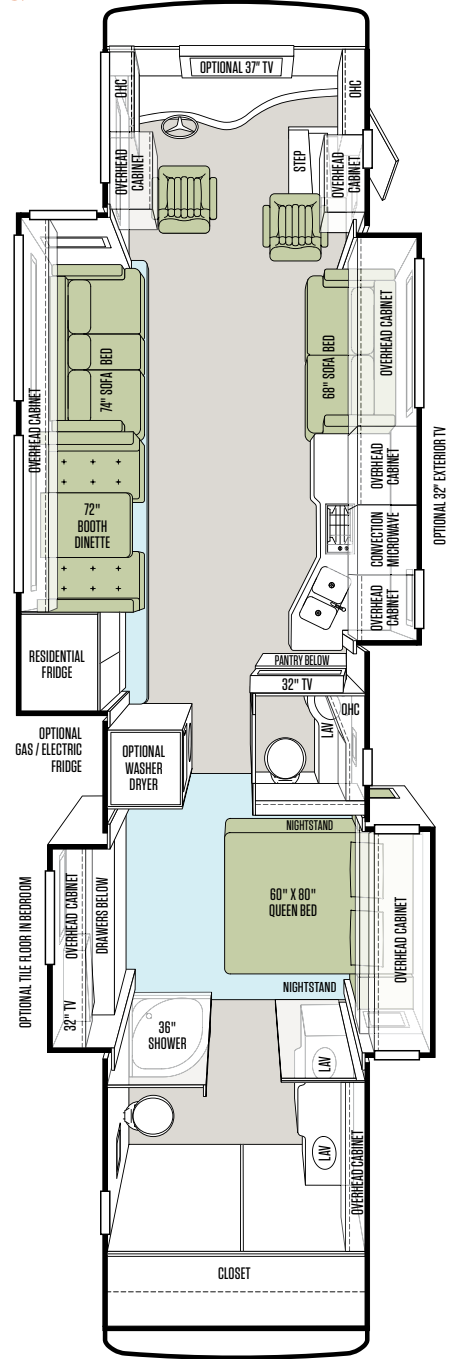 OPTIONAL 37" TV
OHC
OHC
OVERHEAD
CABINET
STEP
OVERHEAD
CABINET
OVERHEAD CABINET
74" SOFA BED
68" SOFA BED
OVERHEAD CABINET
72"
BOOTH
DINETTE
OVERHEAD
CABINET
CONVECTION
MICROWAVE
OVERHEAD
CABINET
OPTIONAL 32" EXTERIOR TV
RESIDENTIAL
FRIDGE
PANTRY BELOW
32" TV
OHC
LAV
OPTIONAL
GAS / ELECTRIC
FRIDGE
OPTIONAL
WASHER
DRYER
NIGHTSTAND
60" X 80"
QUEEN BED
NIGHTSTAND
OVERHEAD CABINET
OPTIONAL TILE FLOOR IN BEDROOM
32" TV
OVERHEAD CABINET
DRAWERS BELOW
36"
SHOWER
LAV
LAV
OVERHEAD CABINET
CLOSET